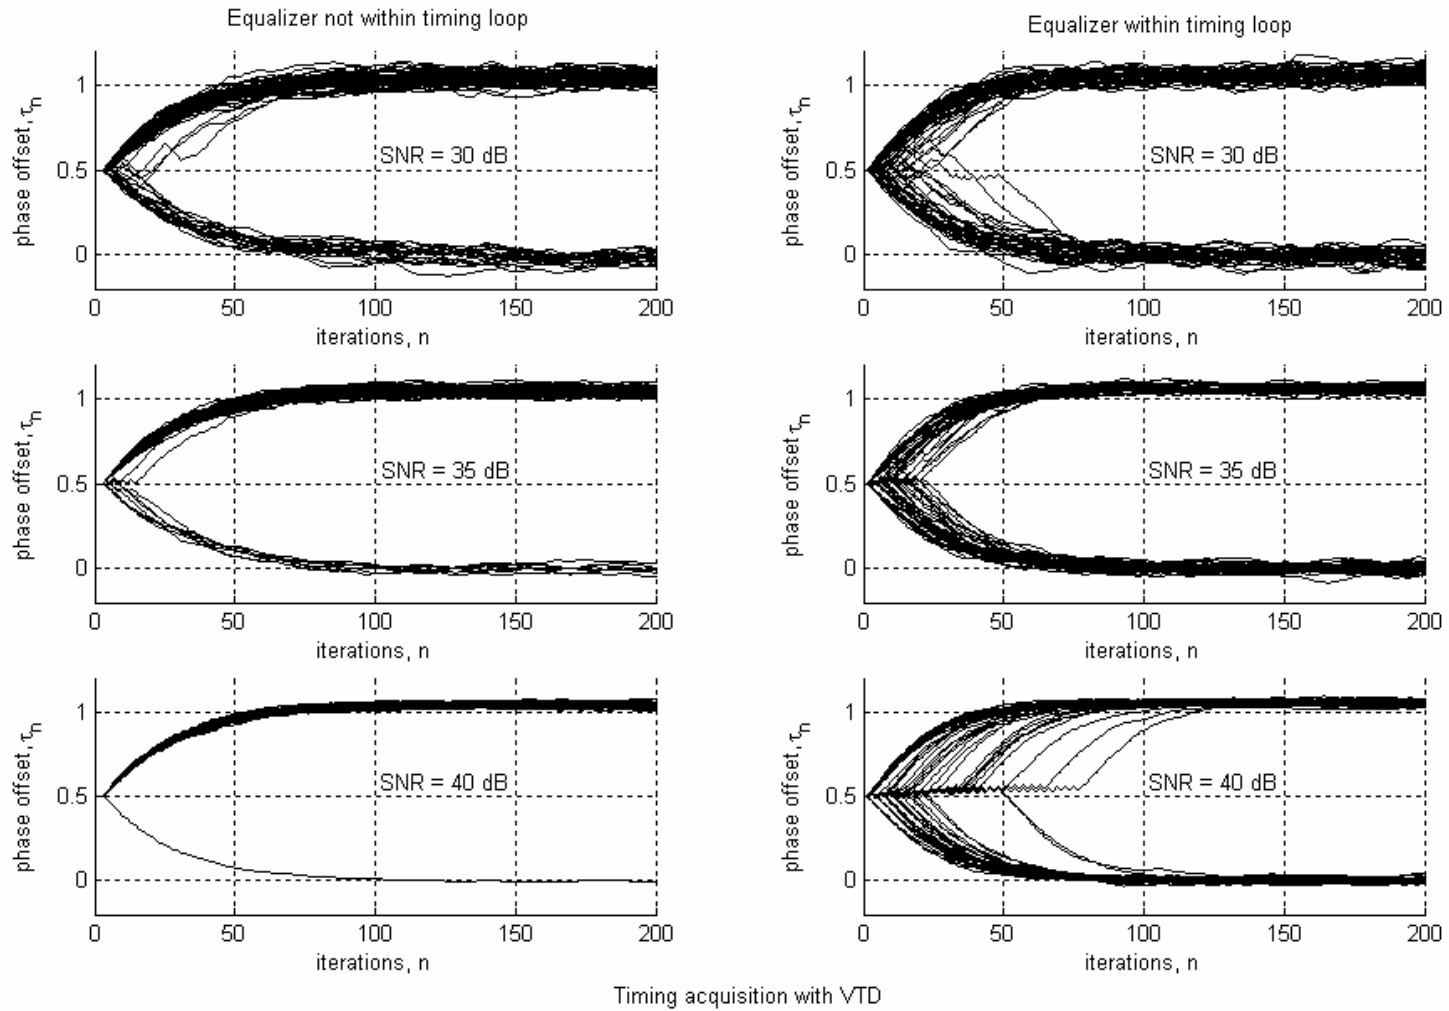 Equalizer not within timing loop
Equalizer within timing loop
phase offset, τn
1
0.5
0
SNR = 30 dB
0 50 100 150 200
iterations, n
phase offset, τn
1
0.5
0
SNR = 30 dB
0 50 100 150 200
iterations, n
phase offset, τn
1
0.5
0
SNR = 35 dB
0 50 100 150 200
iterations, n
phase offset τn
1
0.5
0
SNR = 35 dB
0 50 100 150 200
iterations, n
phase offset, τn
1
0.5
0
SNR = 40 dB
0 50 100 150 200
iterations, n
phase offset, τn
1
0.5
0
SNR = 40 dB
0 50 100 150 200
iterations, n
Timing acquisition with VTD